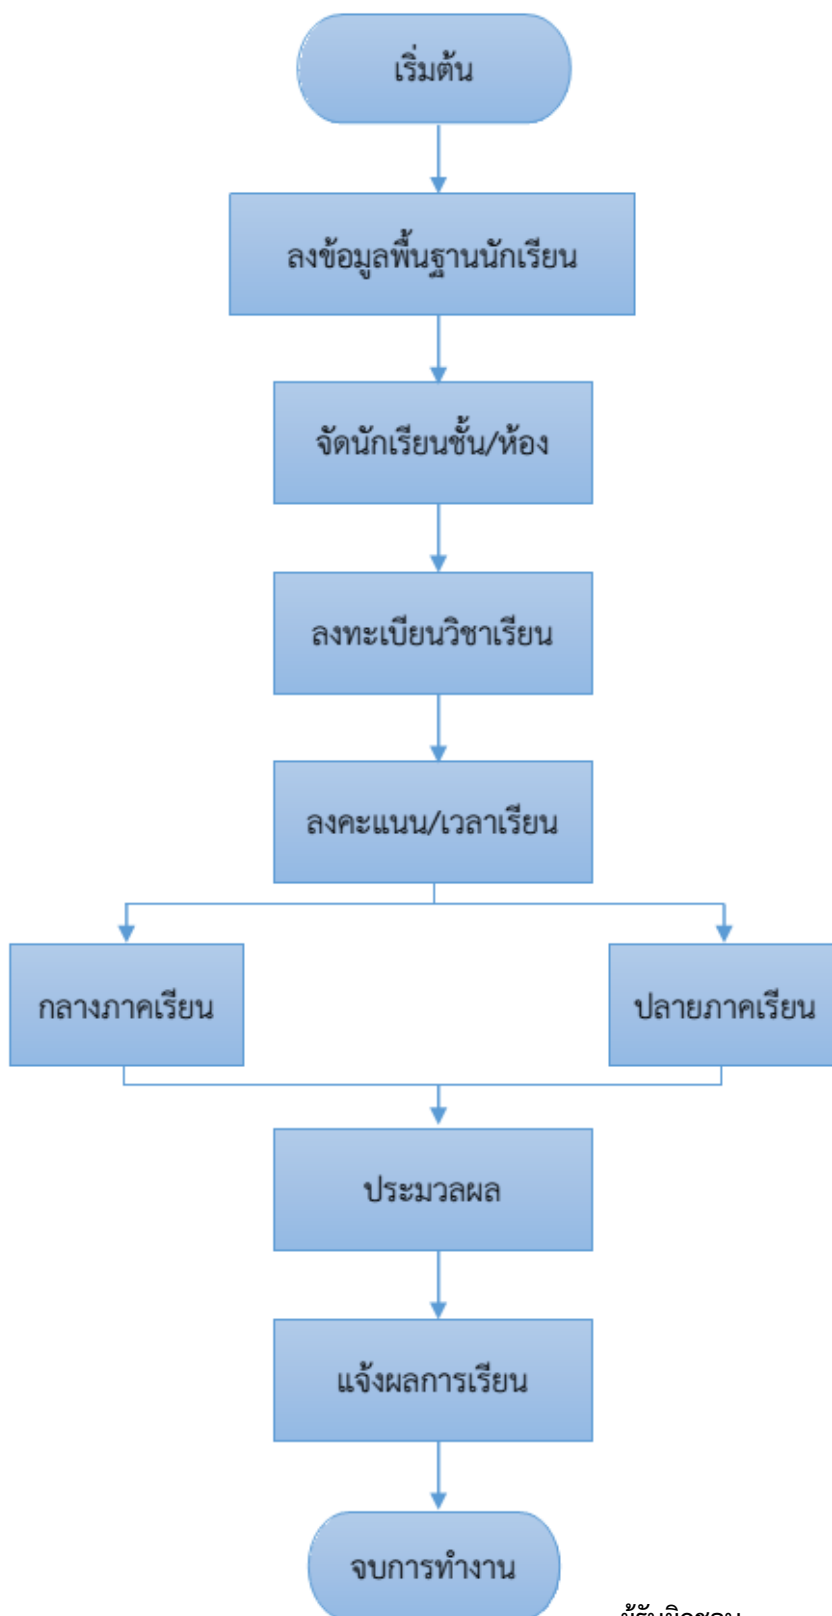 เริ่มต้น
ลงข้อมูลพื้นฐานนักเรียน
จัดนักเรียนชั้น/ห้อง
ลงทะเบียนวิชาเรียน
ลงคะแนน/เวลาเรียน
กลางภาคเรียน
ปลายภาคเรียน
ประมวลผล
แจ้งผลการเรียน
จบการทำงาน